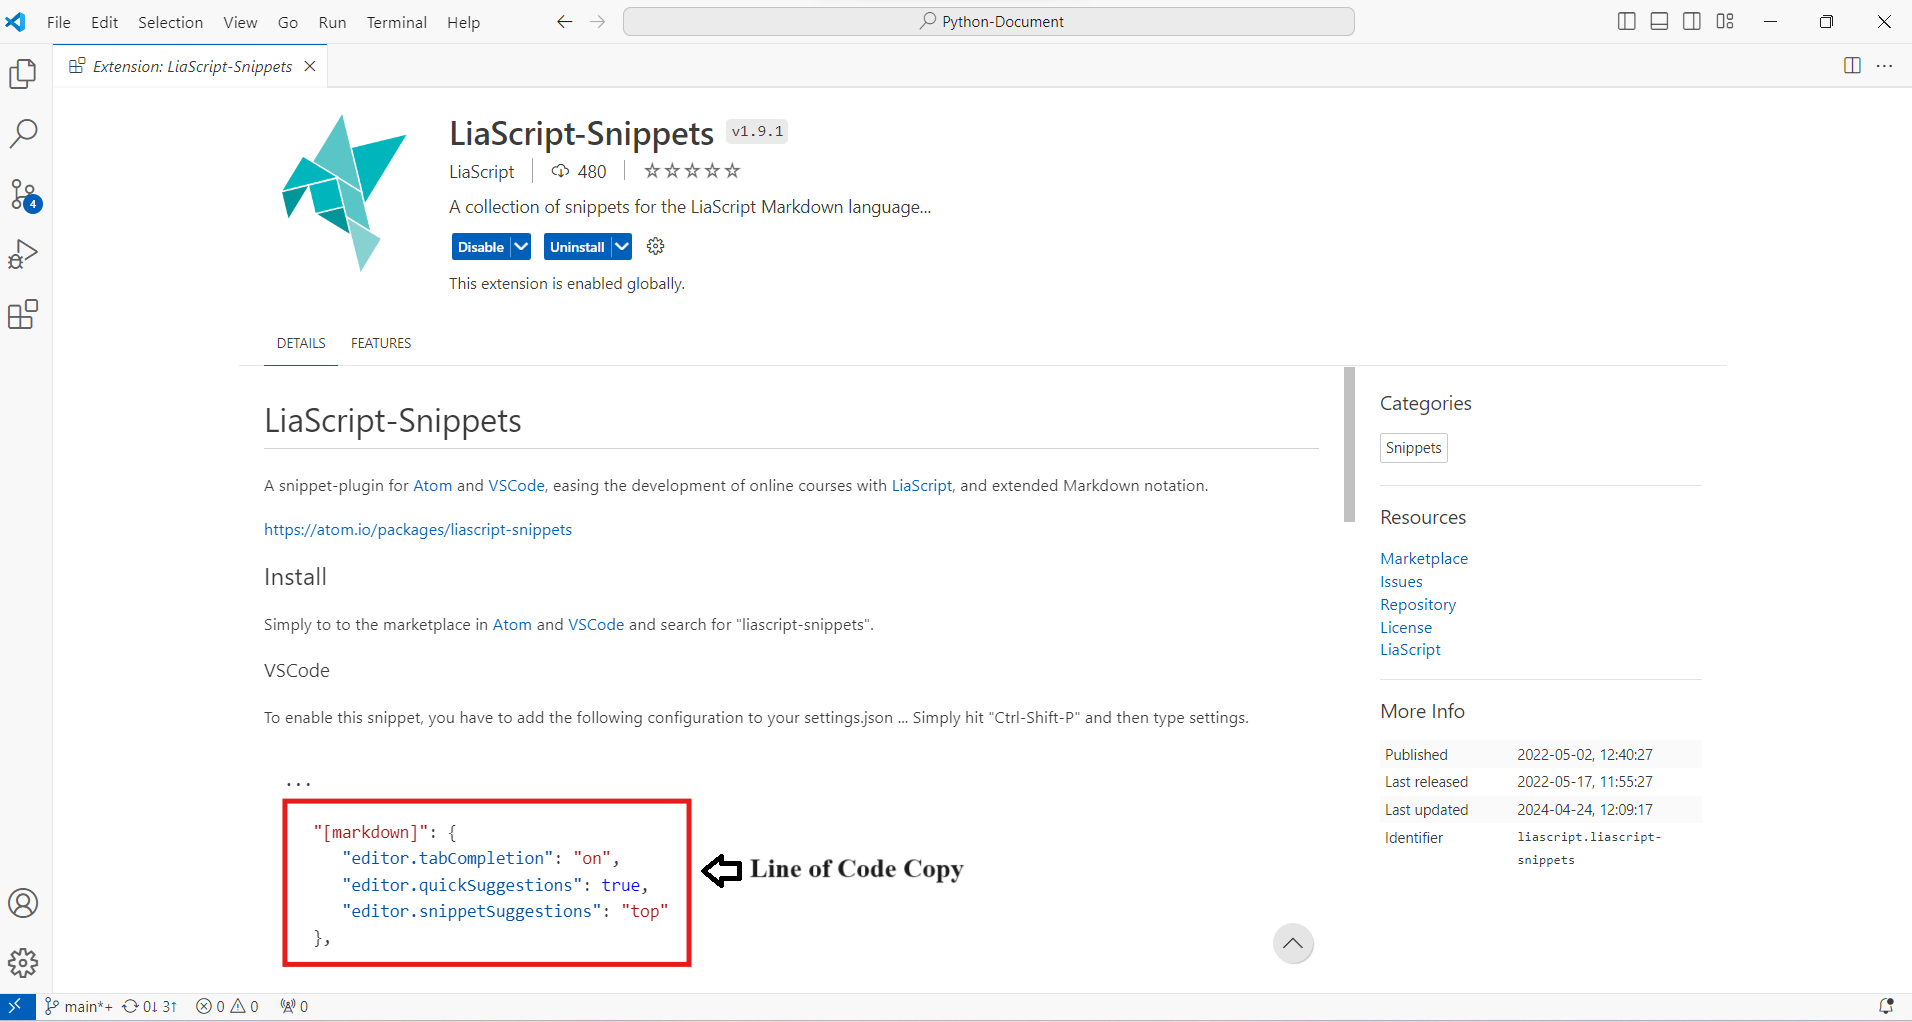 File Edit Selection View Go Run Terminal Help Python-Document
Extension: LiaScript-Snippets
4
LiaScript-Snippets v1.9.1
LiaScript 480
A collection of snippets for the LiaScript Markdown language...
Disable Uninstall
This extension is enabled globally.
DETAILS FEATURES
LiaScript-Snippets
A snippet-plugin for Atom and VSCode, easing the development of online courses with LiaScript, and extended Markdown notation.
https://atom.io/packages/liascript-snippets
Install
Simply to to the marketplace in Atom and VSCode and search for "liascript-snippets".
VSCode
To enable this snippet, you have to add the following configuration to your settings.json ... Simply hit "Ctrl-Shift-P" and then type settings.
...
"[markdown]": {
"editor.tabCompletion": "on",
"editor.quickSuggestions": true,
"editor.snippetSuggestions": "top"
},
Line of Code Copy
Categories
Snippets
Resources
Marketplace
Issues
Repository
License
LiaScript
More Info
Published 2022-05-02, 12:40:27
Last released 2022-05-17, 11:55:27
Last updated 2024-04-24, 12:09:17
Identifier liascript.liascript-
snippets
main*+ 0↓ 3↑ 0 0 0